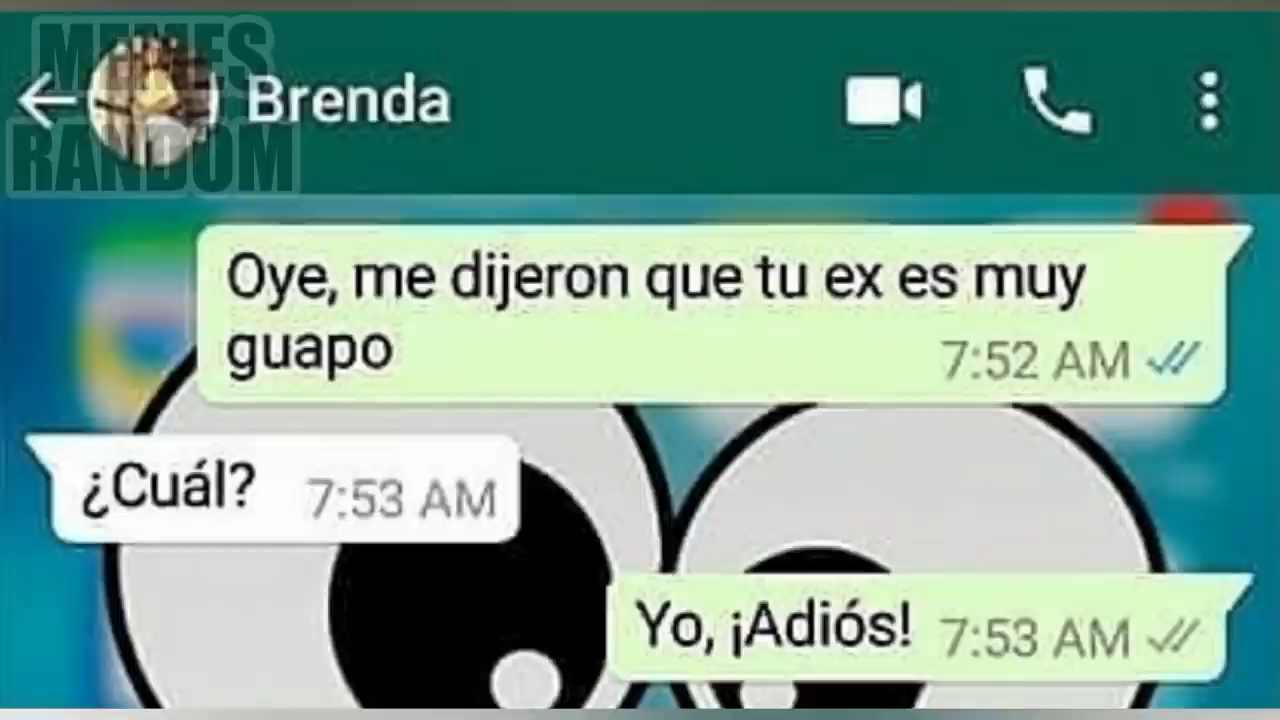 MEMES
RANDOM
Brenda
Oye, me dijeron que tu ex es muy
guapo
7:52 AM
¿Cuál? 7:53 AM
Yo, ¡Adiós! 7:53 AM